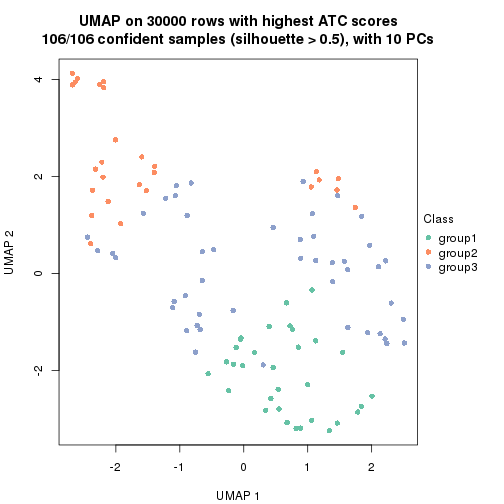 UMAP on 30000 rows with highest ATC scores
106/106 confident samples (silhouette > 0.5), with 10 PCs
4
2
0
-2
UMAP 2
-2 -1 0 1 2
UMAP 1
Class
group1
group2
group3